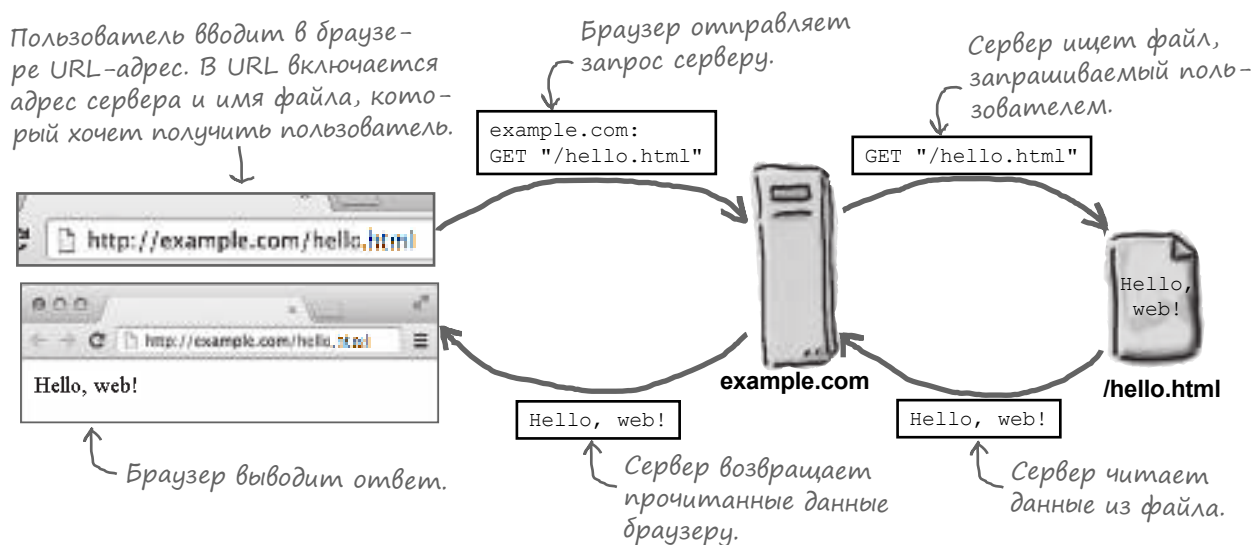 Пользователь вводит в браузе-
ре URL-адрес. В URL включается
адрес сервера и имя файла, кото-
рый хочет получить пользователь.
Браузер отправляет
запрос серверу.
Сервер ищет файл,
запрашиваемый поль-
зователем.
example.com:
GET "/hello.html"
GET "/hello.html"
http://example.com/hello.html
Hello,
web!
http://example.com/hello.html
Hello, web!
example.com
/hello.html
Hello, web!
Hello, web!
Браузер выводит ответ.
Сервер возвращает
прочитанные данные
браузеру.
Сервер читает
данные из файла.